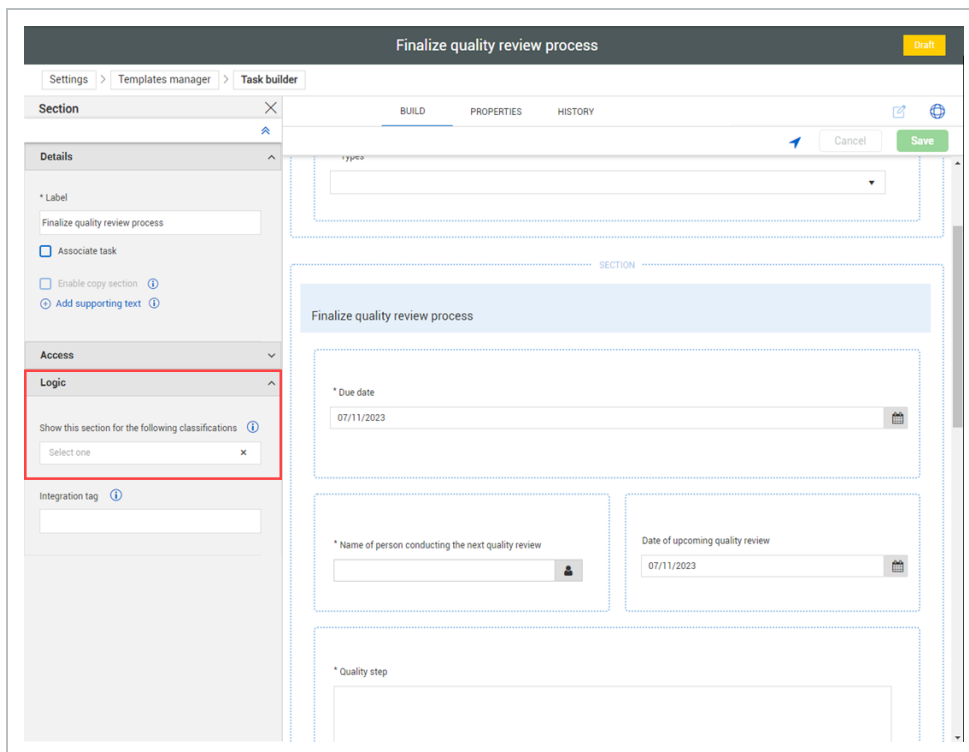 Finalize quality review process
Draft
Settings > Templates manager > Task builder
Section
BUILD PROPERTIES HISTORY
Cancel Save
Details
* Label
Finalize quality review process
Associate task
Enable copy section
Add supporting text
Access
Logic
Show this section for the following classifications
Select one
Integration tag
Types
SECTION
Finalize quality review process
* Due date
07/11/2023
* Name of person conducting the next quality review
Date of upcoming quality review
07/11/2023
* Quality step